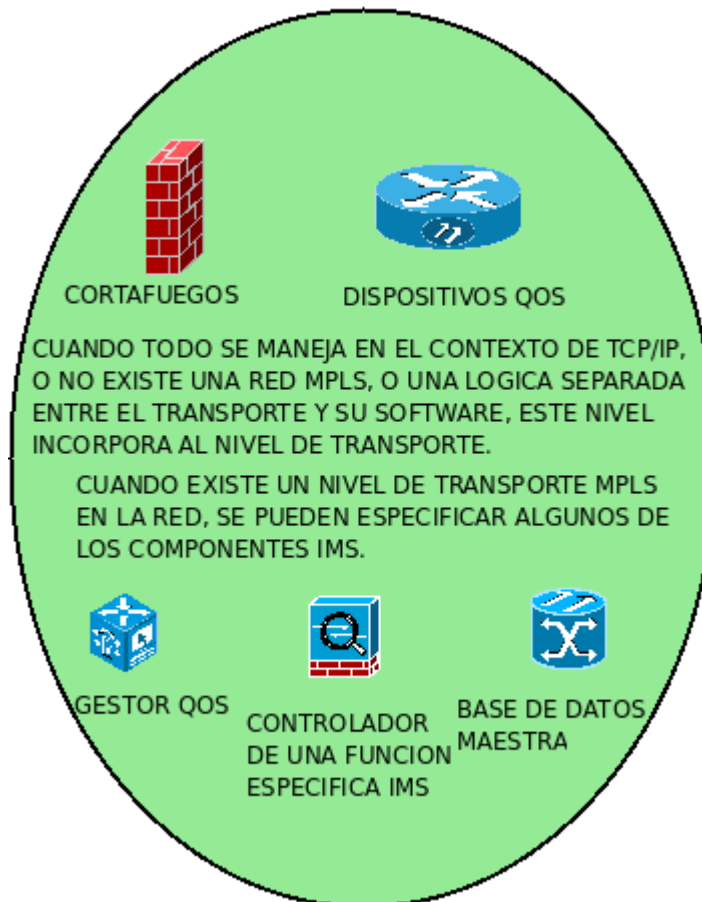 CORTAFUEGOS
DISPOSITIVOS QOS
CUANDO TODO SE MANEJA EN EL CONTEXTO DE TCP/IP,
O NO EXISTE UNA RED MPLS, O UNA LOGICA SEPARADA
ENTRE EL TRANSPORTE Y SU SOFTWARE, ESTE NIVEL
INCORPORA AL NIVEL DE TRANSPORTE.
CUANDO EXISTE UN NIVEL DE TRANSPORTE MPLS
EN LA RED, SE PUEDEN ESPECIFICAR ALGUNOS DE
LOS COMPONENTES IMS.
GESTOR QOS
CONTROLADOR
DE UNA FUNCION
ESPECIFICA IMS
BASE DE DATOS
MAESTRA